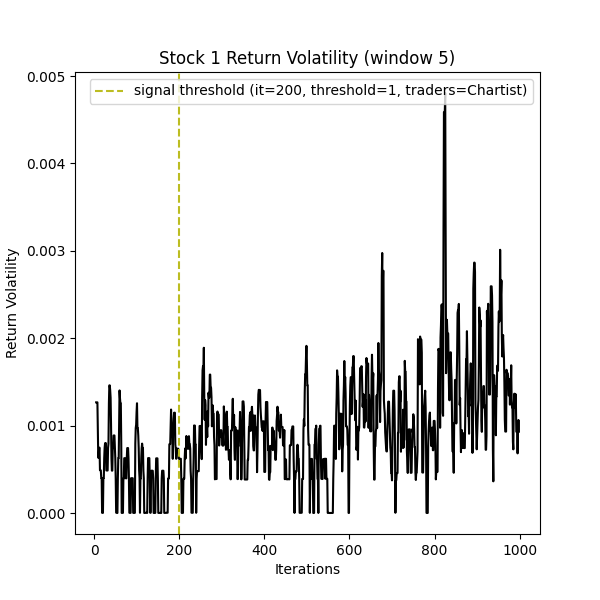 Stock 1 Return Volatility (window 5)
signal threshold (it=200, threshold=1, traders=Chartist)
Return Volatility
0.005
0.004
0.003
0.002
0.001
0.000
0 200 400 600 800 1000
Iterations